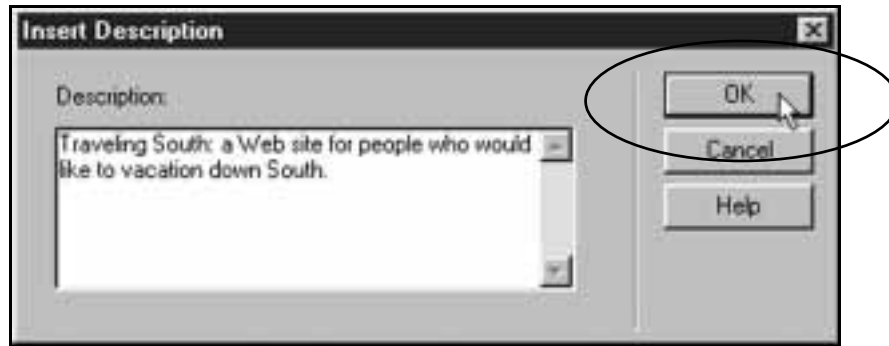 Insert Description
Description:
Traveling South: a Web site for people who would
like to vacation down South.
OK
Cancel
Help